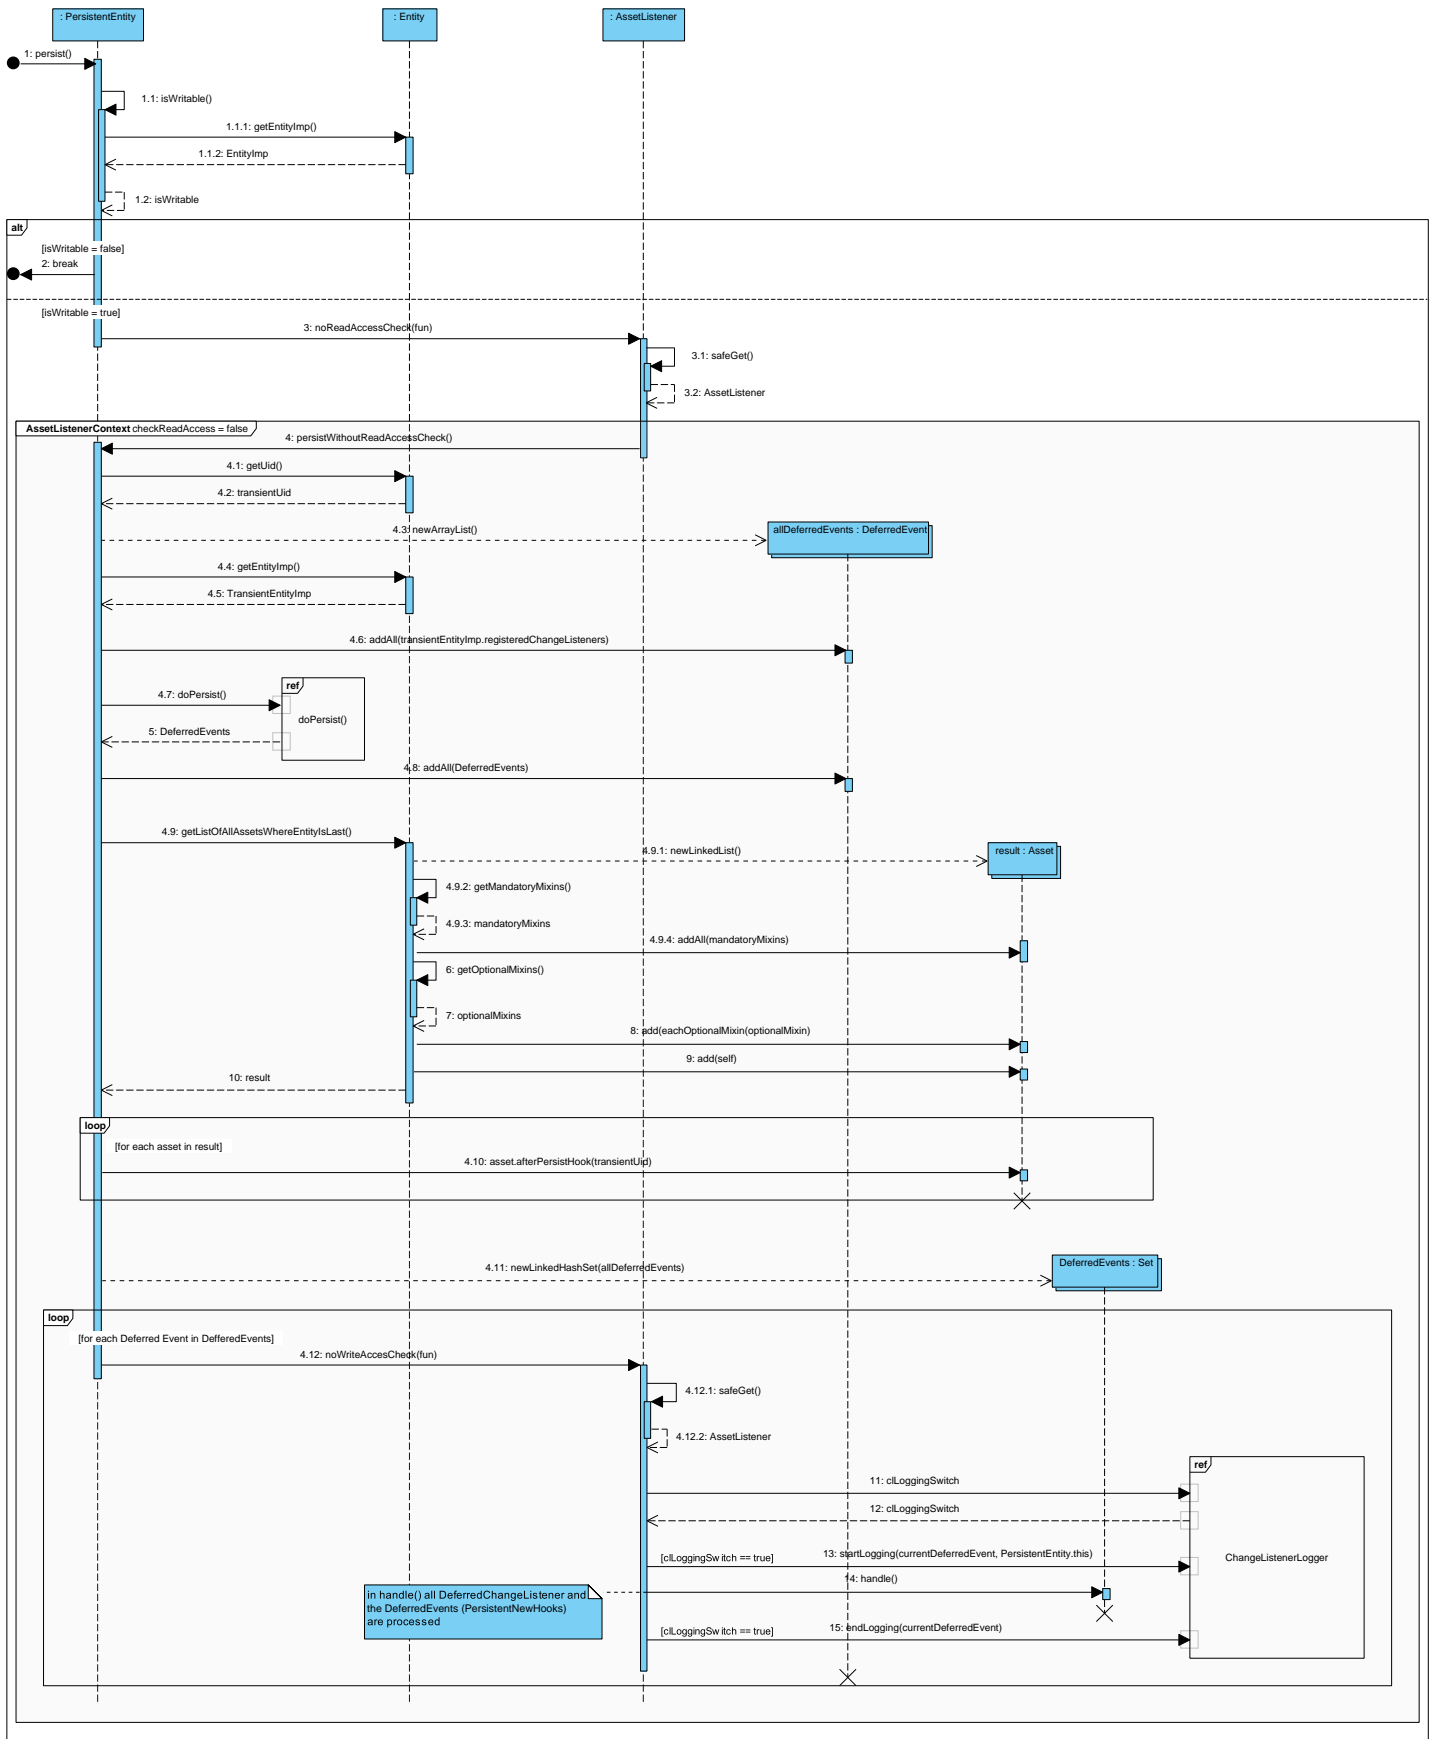 : PersistentEntity
: Entity
: AssetListener
1: persist()
1.1: isWritable()
1.1.1: getEntityImp()
1.1.2: EntityImp
1.2: isWritable
alt
[isWritable = false]
2: break
[isWritable = true]
3: noReadAccessCheck(fun)
3.1: safeGet()
3.2: AssetListener
AssetListenerContext checkReadAccess = false
4: persistWithoutReadAccessCheck()
4.1: getUid()
4.2: transientUid
4.3: newArrayList()
allDeferredEvents : DeferredEvent
4.4: getEntityImp()
4.5: TransientEntityImp
4.6: addAll(transientEntityImp.registeredChangeListeners)
ref
4.7: doPersist()
doPersist()
5: DeferredEvents
4.8: addAll(DeferredEvents)
4.9: getListOfAllAssetsWhereEntityIsLast()
4.9.1: newLinkedList()
result : Asset
4.9.2: getMandatoryMixins()
4.9.3: mandatoryMixins
4.9.4: addAll(mandatoryMixins)
6: getOptionalMixins()
7: optionalMixins
8: add(eachOptionalMixin(optionalMixin)
9: add(self)
10: result
loop
[for each asset in result]
4.10: asset.afterPersistHook(transientUid)
4.11: newLinkedHashSet(allDeferredEvents)
DeferredEvents : Set
loop
[for each Deferred Event in DefferedEvents]
4.12: noWriteAccesCheck(fun)
4.12.1: safeGet()
4.12.2: AssetListener
ref
11: clLoggingSwitch
12: clLoggingSwitch
[clLoggingSwitch == true]
13: startLogging(currentDeferredEvent, PersistentEntity.this)
ChangeListenerLogger
14: handle()
in handle() all DeferredChangeListener and
the DeferredEvents (PersistentNewHooks)
are processed
[clLoggingSwitch == true]
15: endLogging(currentDeferredEvent)